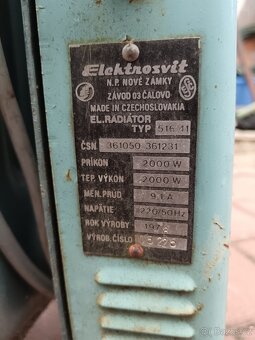 Elektrosvit
N.P. NOVÉ ZÁMKY
ZÁVOD 03 ČALOVO
MADE IN CZECHOSLOVAKIA
EL. RADIÁTOR
TYP 516 11
ČSN 361050 361231
PRÍKON 2000 W
TEP. VÝKON 2000 W
MEN. PRUD 9,1 A
NAPÄTIE 220/50Hz
ROK VÝROBY
VÝROB. ČÍSLO